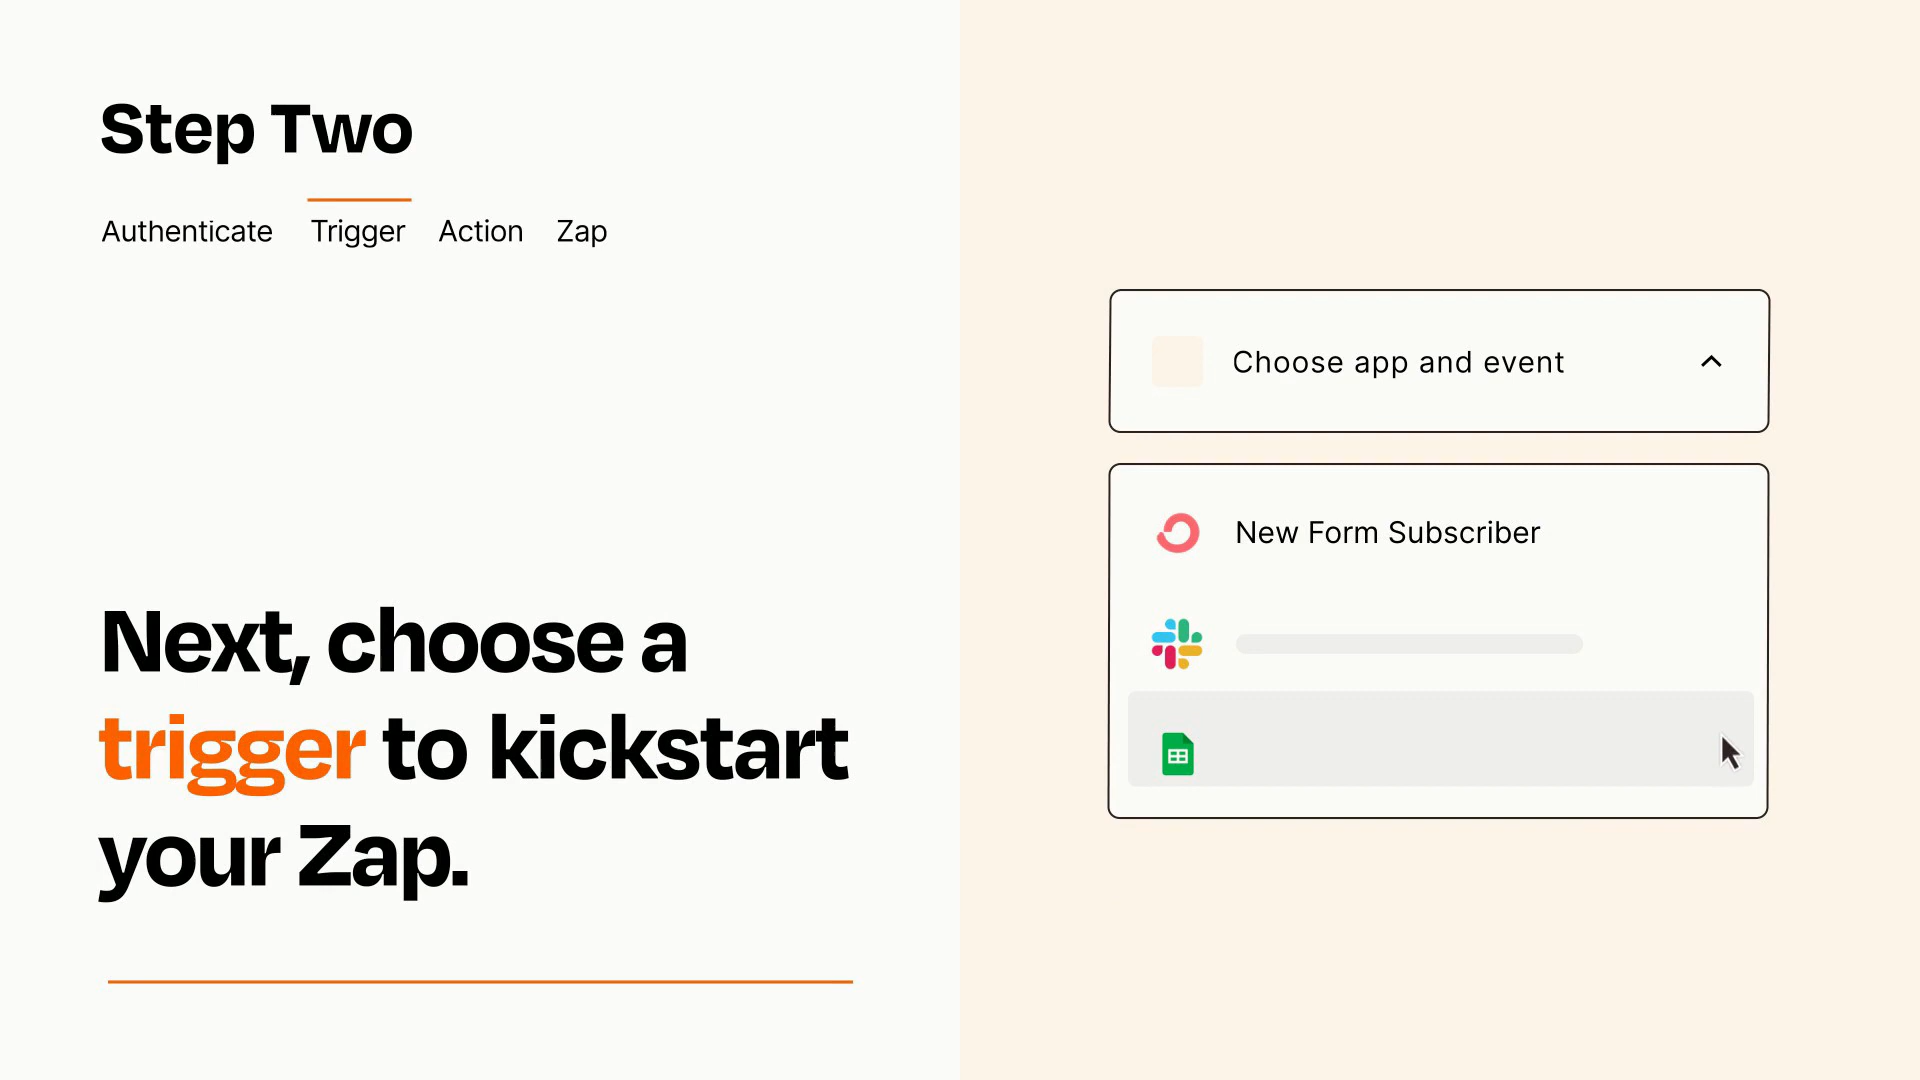 Step Two
Authenticate Trigger Action Zap
Next, choose a
trigger to kickstart
your Zap.
Choose app and event
New Form Subscriber